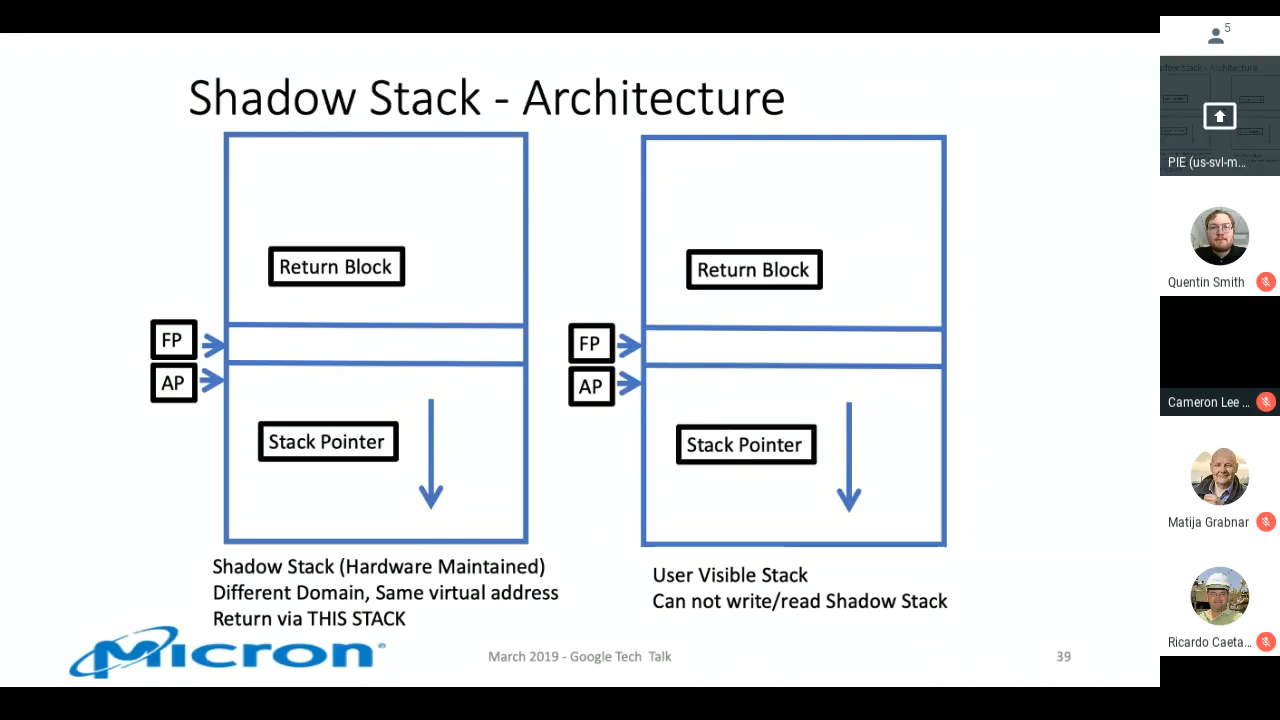 Shadow Stack - Architecture
Return Block
FP
AP
Stack Pointer
Shadow Stack (Hardware Maintained)
Different Domain, Same virtual address
Return via THIS STACK
Return Block
FP
AP
Stack Pointer
User Visible Stack
Can not write/read Shadow Stack
Micron
March 2019 - Google Tech Talk
39
5
PIE (us-svl-m...
Quentin Smith
Cameron Lee ...
Matija Grabnar
Ricardo Caeta...